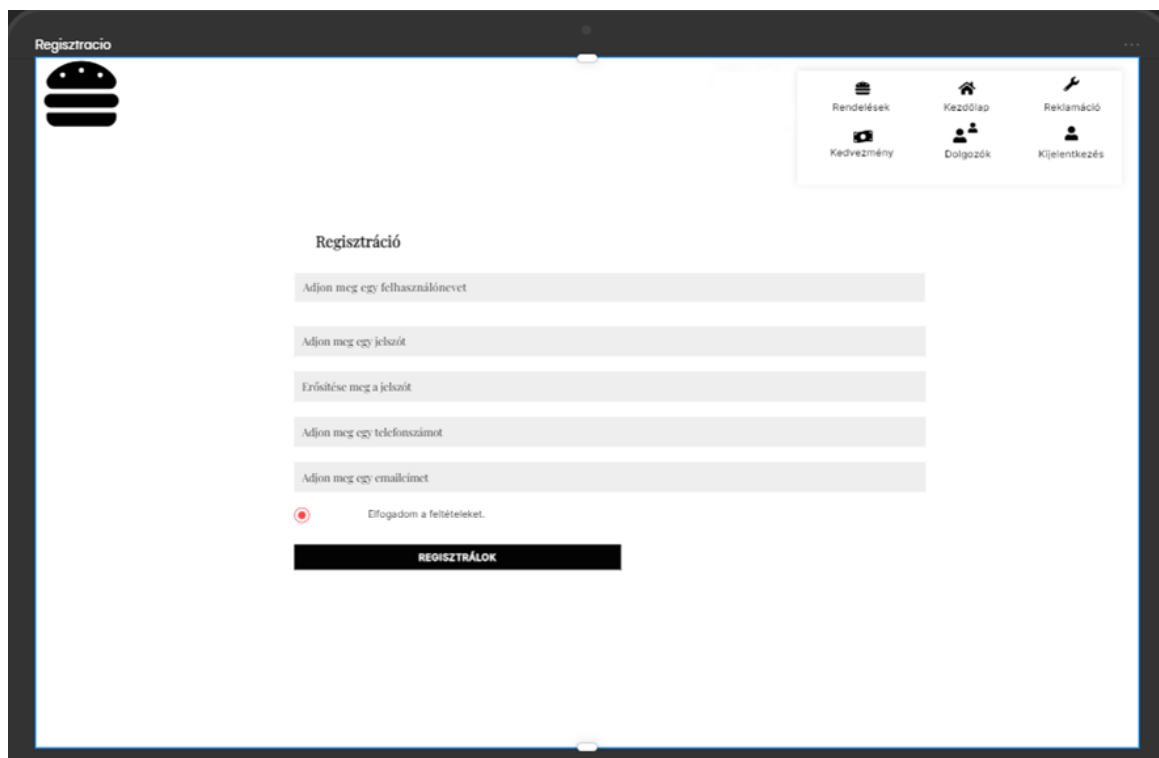 Regisztracio
Rendelések
Kezdőlap
Reklamáció
Kedvezmény
Dolgozók
Kijelentkezés
Regisztráció
Adjon meg egy felhasználónevet
Adjon meg egy jelszót
Erősítése meg a jelszót
Adjon meg egy telefonszámot
Adjon meg egy emailcímet
Elfogadom a feltételeket.
REGISZTRÁLOK